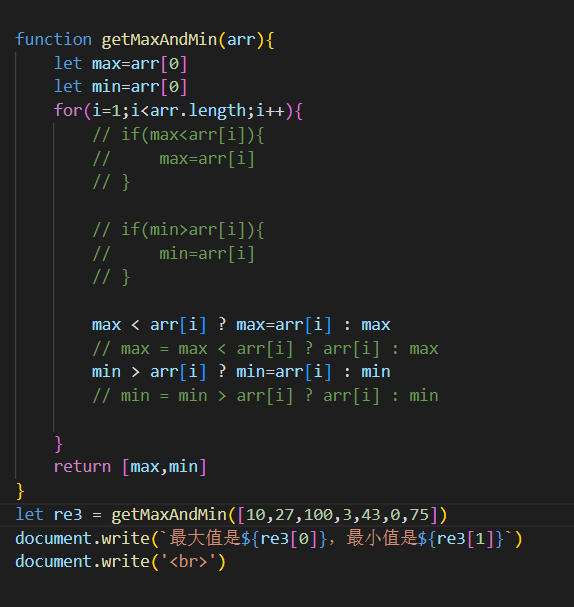 function getMaxAndMin(arr){
    let max=arr[0]
    let min=arr[0]
    for(i=1;i<arr.length;i++){
        // if(max<arr[i]){
        //     max=arr[i]
        // }
        // if(min>arr[i]){
        //     min=arr[i]
        // }
        max < arr[i] ? max=arr[i] : max
        // max = max < arr[i] ? arr[i] : max
        min > arr[i] ? min=arr[i] : min
        // min = min > arr[i] ? arr[i] : min
    }
    return [max,min]
}
let re3 = getMaxAndMin([10,27,100,3,43,0,75])
document.write(`最大值是${re3[0]}，最小值是${re3[1]}`)
document.write('<br>')